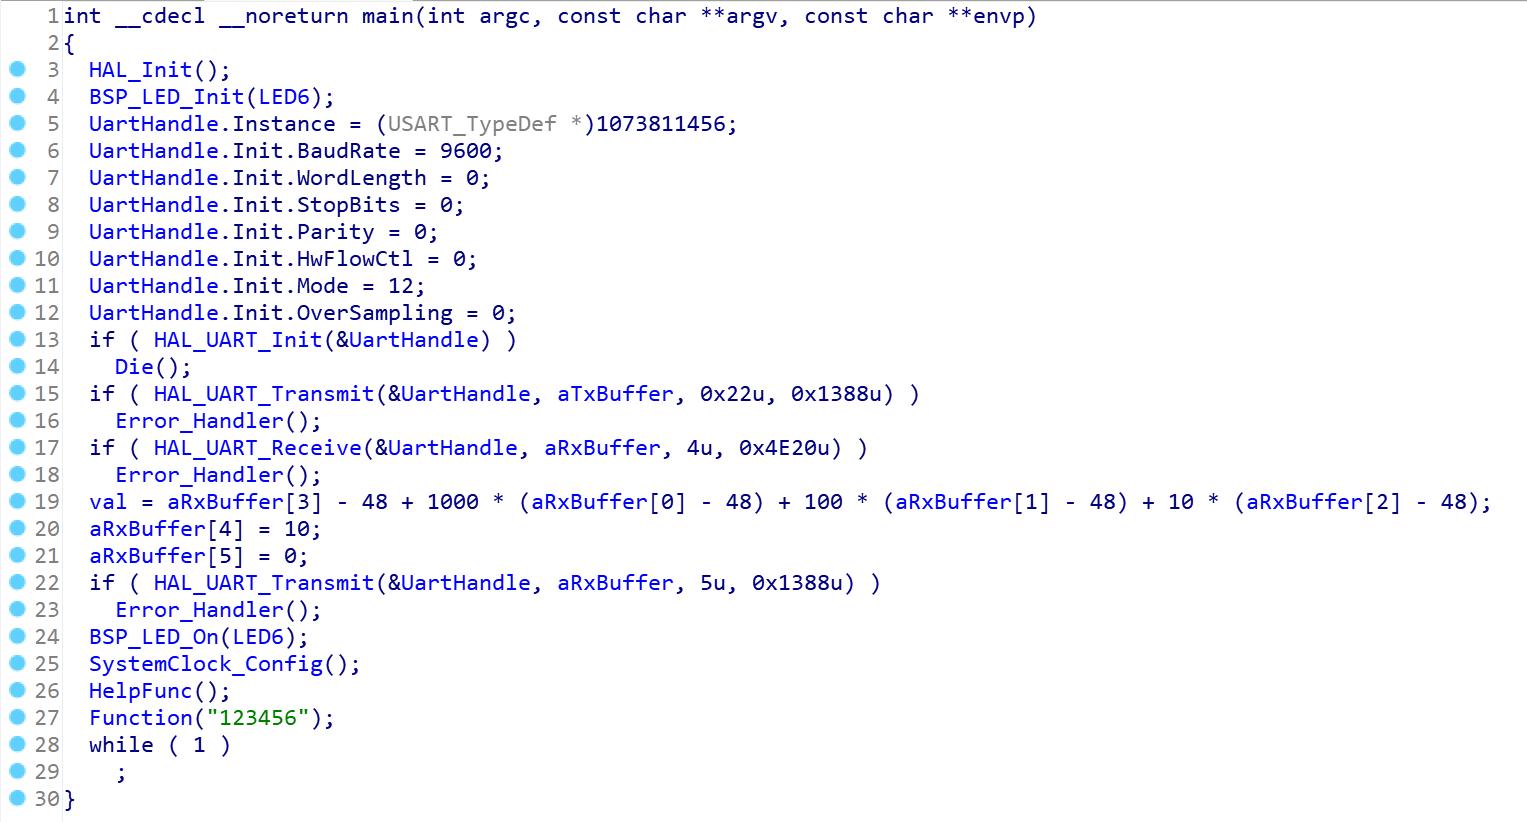 1 int __cdecl __noreturn main(int argc, const char **argv, const char **envp)
2 {
3   HAL_Init();
4   BSP_LED_Init(LED6);
5   UartHandle.Instance = (USART_TypeDef *)1073811456;
6   UartHandle.Init.BaudRate = 9600;
7   UartHandle.Init.WordLength = 0;
8   UartHandle.Init.StopBits = 0;
9   UartHandle.Init.Parity = 0;
10   UartHandle.Init.HwFlowCtl = 0;
11   UartHandle.Init.Mode = 12;
12   UartHandle.Init.OverSampling = 0;
13   if ( HAL_UART_Init(&UartHandle) )
14     Die();
15   if ( HAL_UART_Transmit(&UartHandle, aTxBuffer, 0x22u, 0x1388u) )
16     Error_Handler();
17   if ( HAL_UART_Receive(&UartHandle, aRxBuffer, 4u, 0x4E20u) )
18     Error_Handler();
19   val = aRxBuffer[3] - 48 + 1000 * (aRxBuffer[0] - 48) + 100 * (aRxBuffer[1] - 48) + 10 * (aRxBuffer[2] - 48);
20   aRxBuffer[4] = 10;
21   aRxBuffer[5] = 0;
22   if ( HAL_UART_Transmit(&UartHandle, aRxBuffer, 5u, 0x1388u) )
23     Error_Handler();
24   BSP_LED_On(LED6);
25   SystemClock_Config();
26   HelpFunc();
27   Function("123456");
28   while ( 1 )
29     ;
30 }